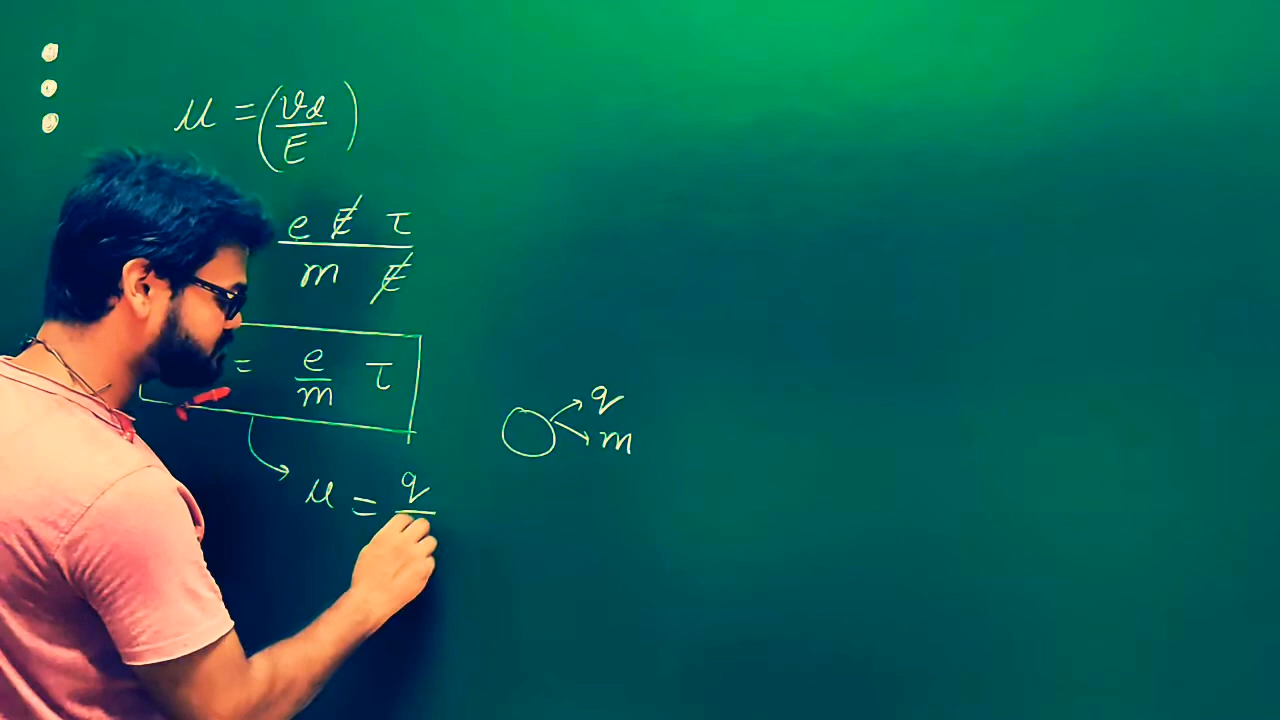 μ = (vd/E)
e E τ / m E
= e/m τ
q
m
μ = q/